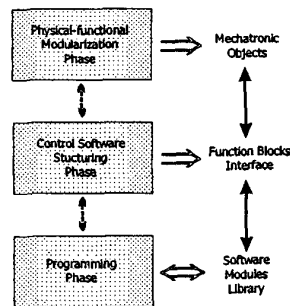 Physical-functional
Modularization
Phase
Mechatronic
Objects
Control Software
Stucturing
Phase
Function Blocks
Interface
Programming
Phase
Software
Modules
Library